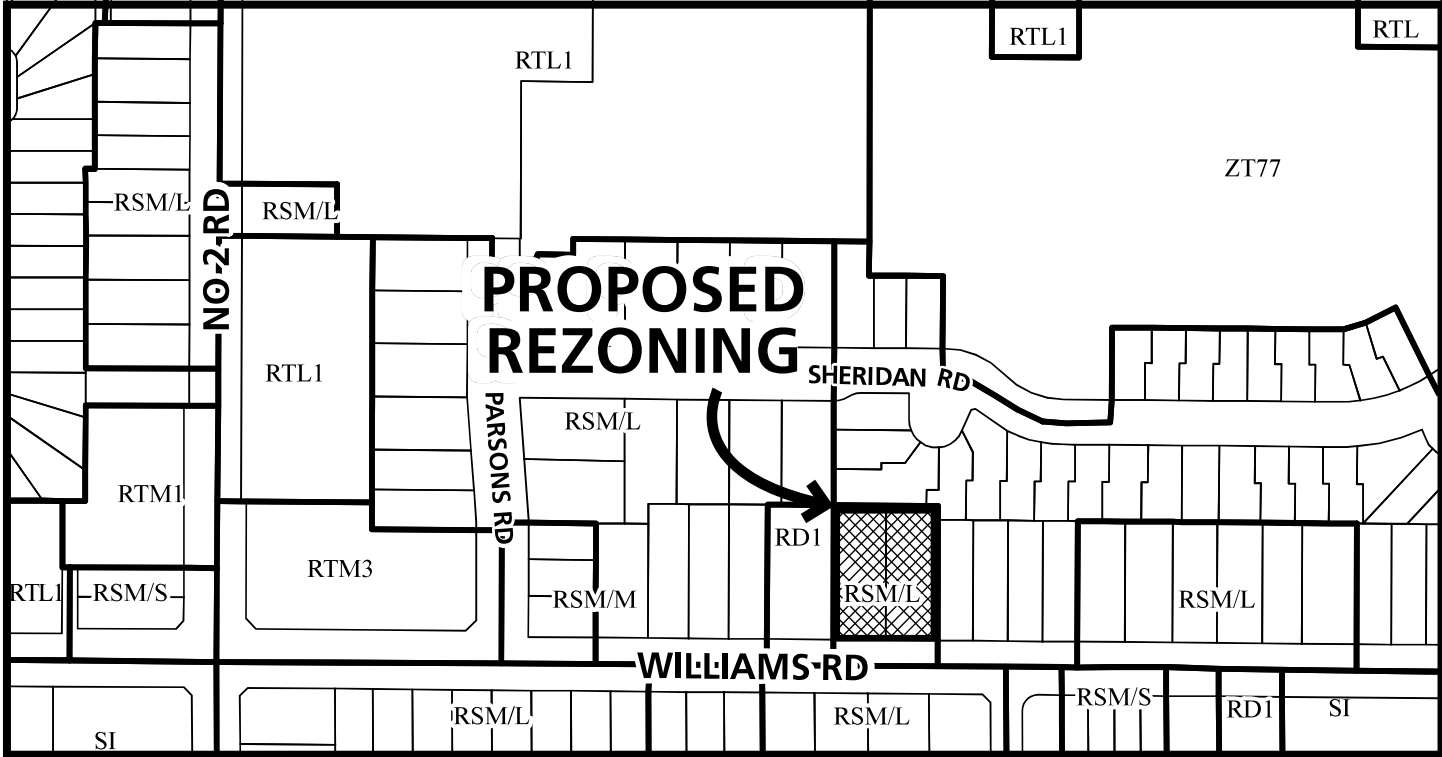 RTL1
RTL1
RTL
ZT77
RSM/L
NO 2 RD
RSM/L
PROPOSED
REZONING
RTL1
SHERIDAN RD
PARSONS RD
RSM/L
RTM1
RD1
RTM3
RTL1
RSM/S
RSM/M
RSM/L
RSM/L
WILLIAMS RD
RSM/L
RSM/L
RSM/S
RD1
SI
SI